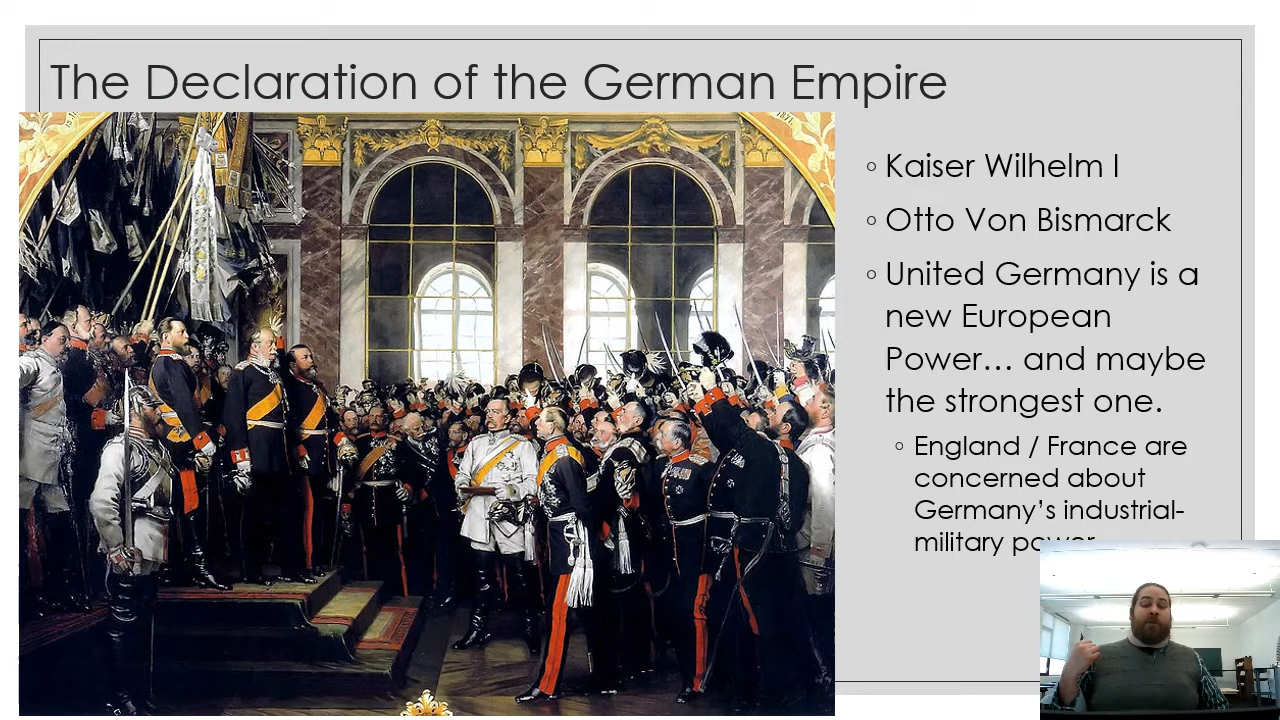 The Declaration of the German Empire
◦ Kaiser Wilhelm I
◦ Otto Von Bismarck
◦ United Germany is a
new European
Power… and maybe
the strongest one.
◦ England / France are
concerned about
Germany’s industrial-
military power